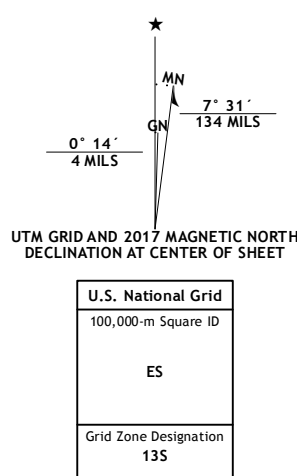 MN
GN
7° 31´
134 MILS
0° 14´
4 MILS
UTM GRID AND 2017 MAGNETIC NORTH
DECLINATION AT CENTER OF SHEET
U.S. National Grid
100,000-m Square ID
ES
Grid Zone Designation
13S